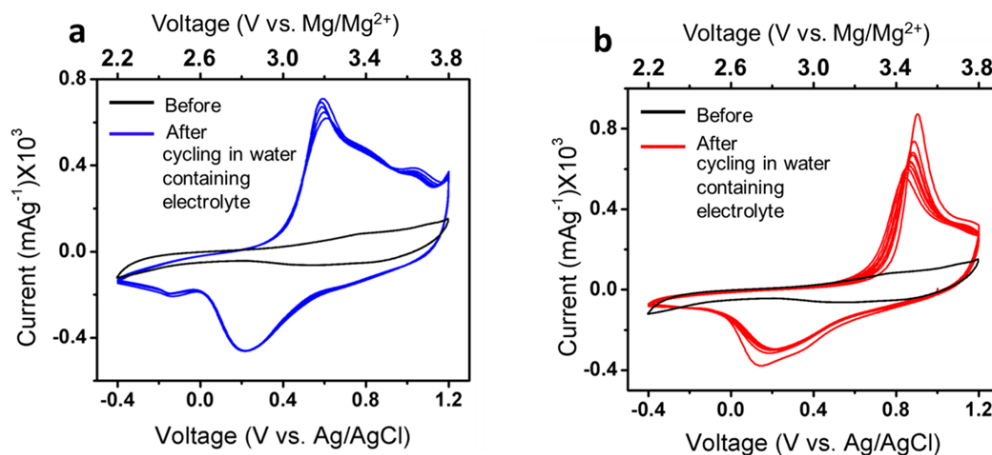 a
Voltage (V vs. Mg/Mg²⁺)
2.2 2.6 3.0 3.4 3.8
0.8
0.4
0.0
-0.4
Current (mAg⁻¹)X10³
Before
After
cycling in water
containing
electrolyte
-0.4 0.0 0.4 0.8 1.2
Voltage (V vs. Ag/AgCl)
b
Voltage (V vs. Mg/Mg²⁺)
2.2 2.6 3.0 3.4 3.8
0.8
0.4
0.0
-0.4
Current (mAg⁻¹)X10³
Before
After
cycling in water
containing
electrolyte
-0.4 0.0 0.4 0.8 1.2
Voltage (V vs. Ag/AgCl)